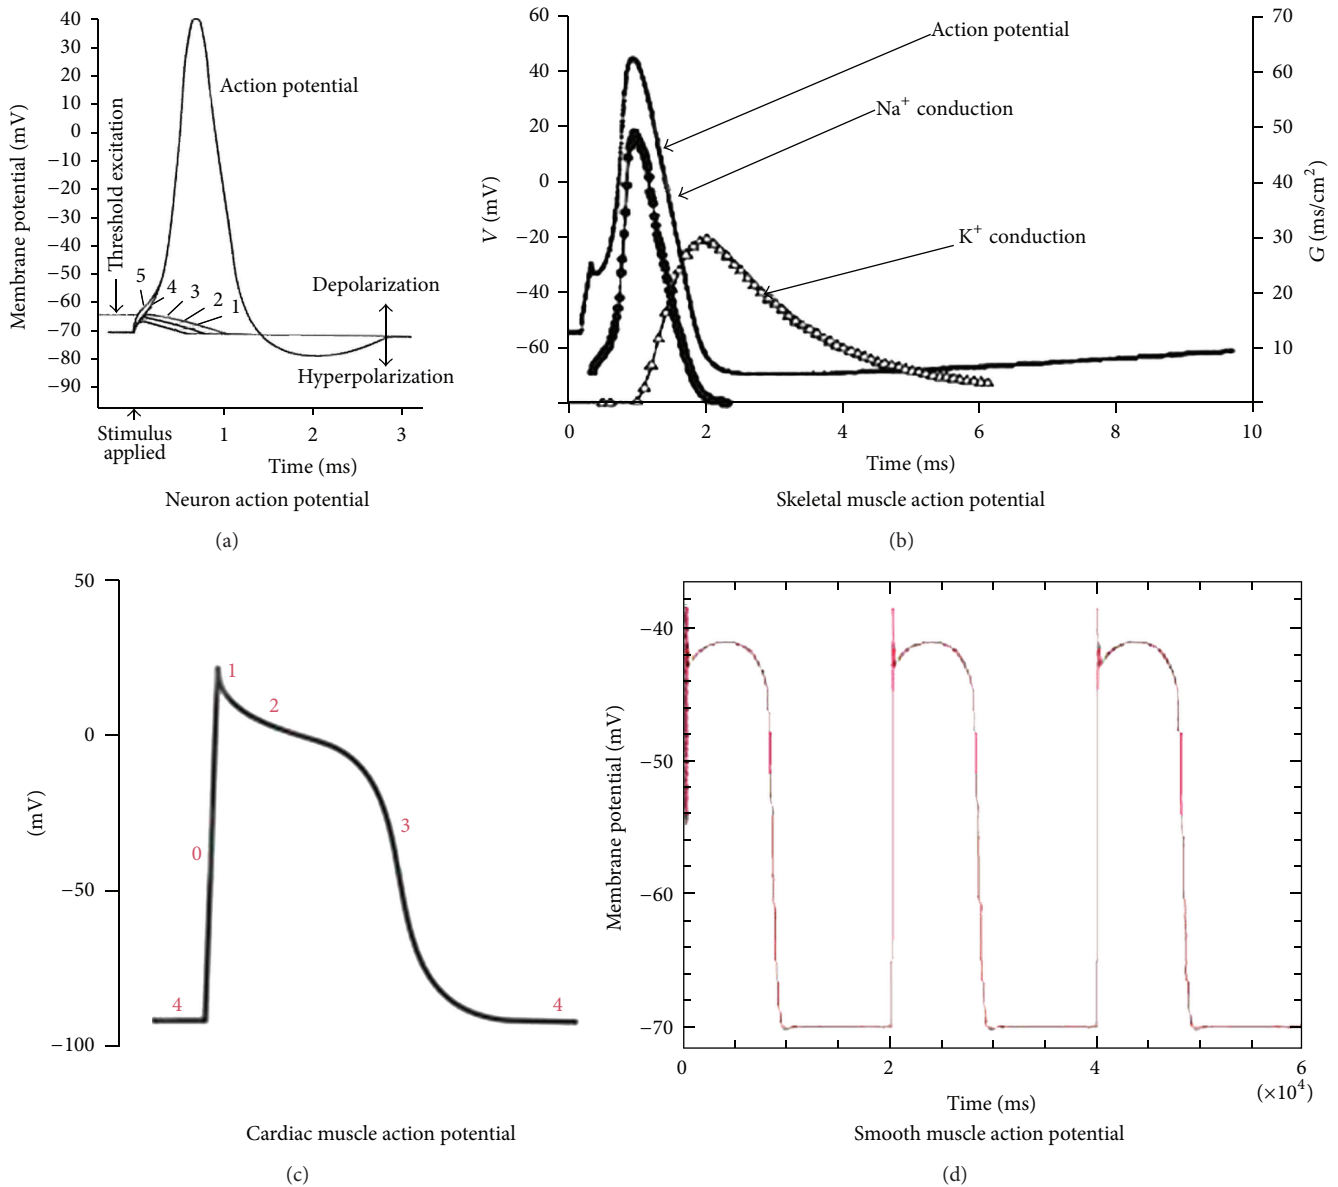 40
30
20
10
0
−10
−20
−30
−40
−50
−60
−70
−80
−90
Membrane potential (mV)
Threshold excitation
Action potential
5
4
3
2
1
Depolarization
Hyperpolarization
Stimulus
applied
1
2
3
Time (ms)
Neuron action potential
(a)
60
40
20
0
−20
−40
−60
V (mV)
Action potential
Na+ conduction
K+ conduction
70
60
50
40
30
20
10
G (ms/cm2)
0
2
4
6
8
10
Time (ms)
Skeletal muscle action potential
(b)
50
0
−50
−100
(mV)
1
2
0
3
4
4
Cardiac muscle action potential
(c)
−40
−50
−60
−70
Membrane potential (mV)
0
2
4
6
(×104)
Time (ms)
Smooth muscle action potential
(d)